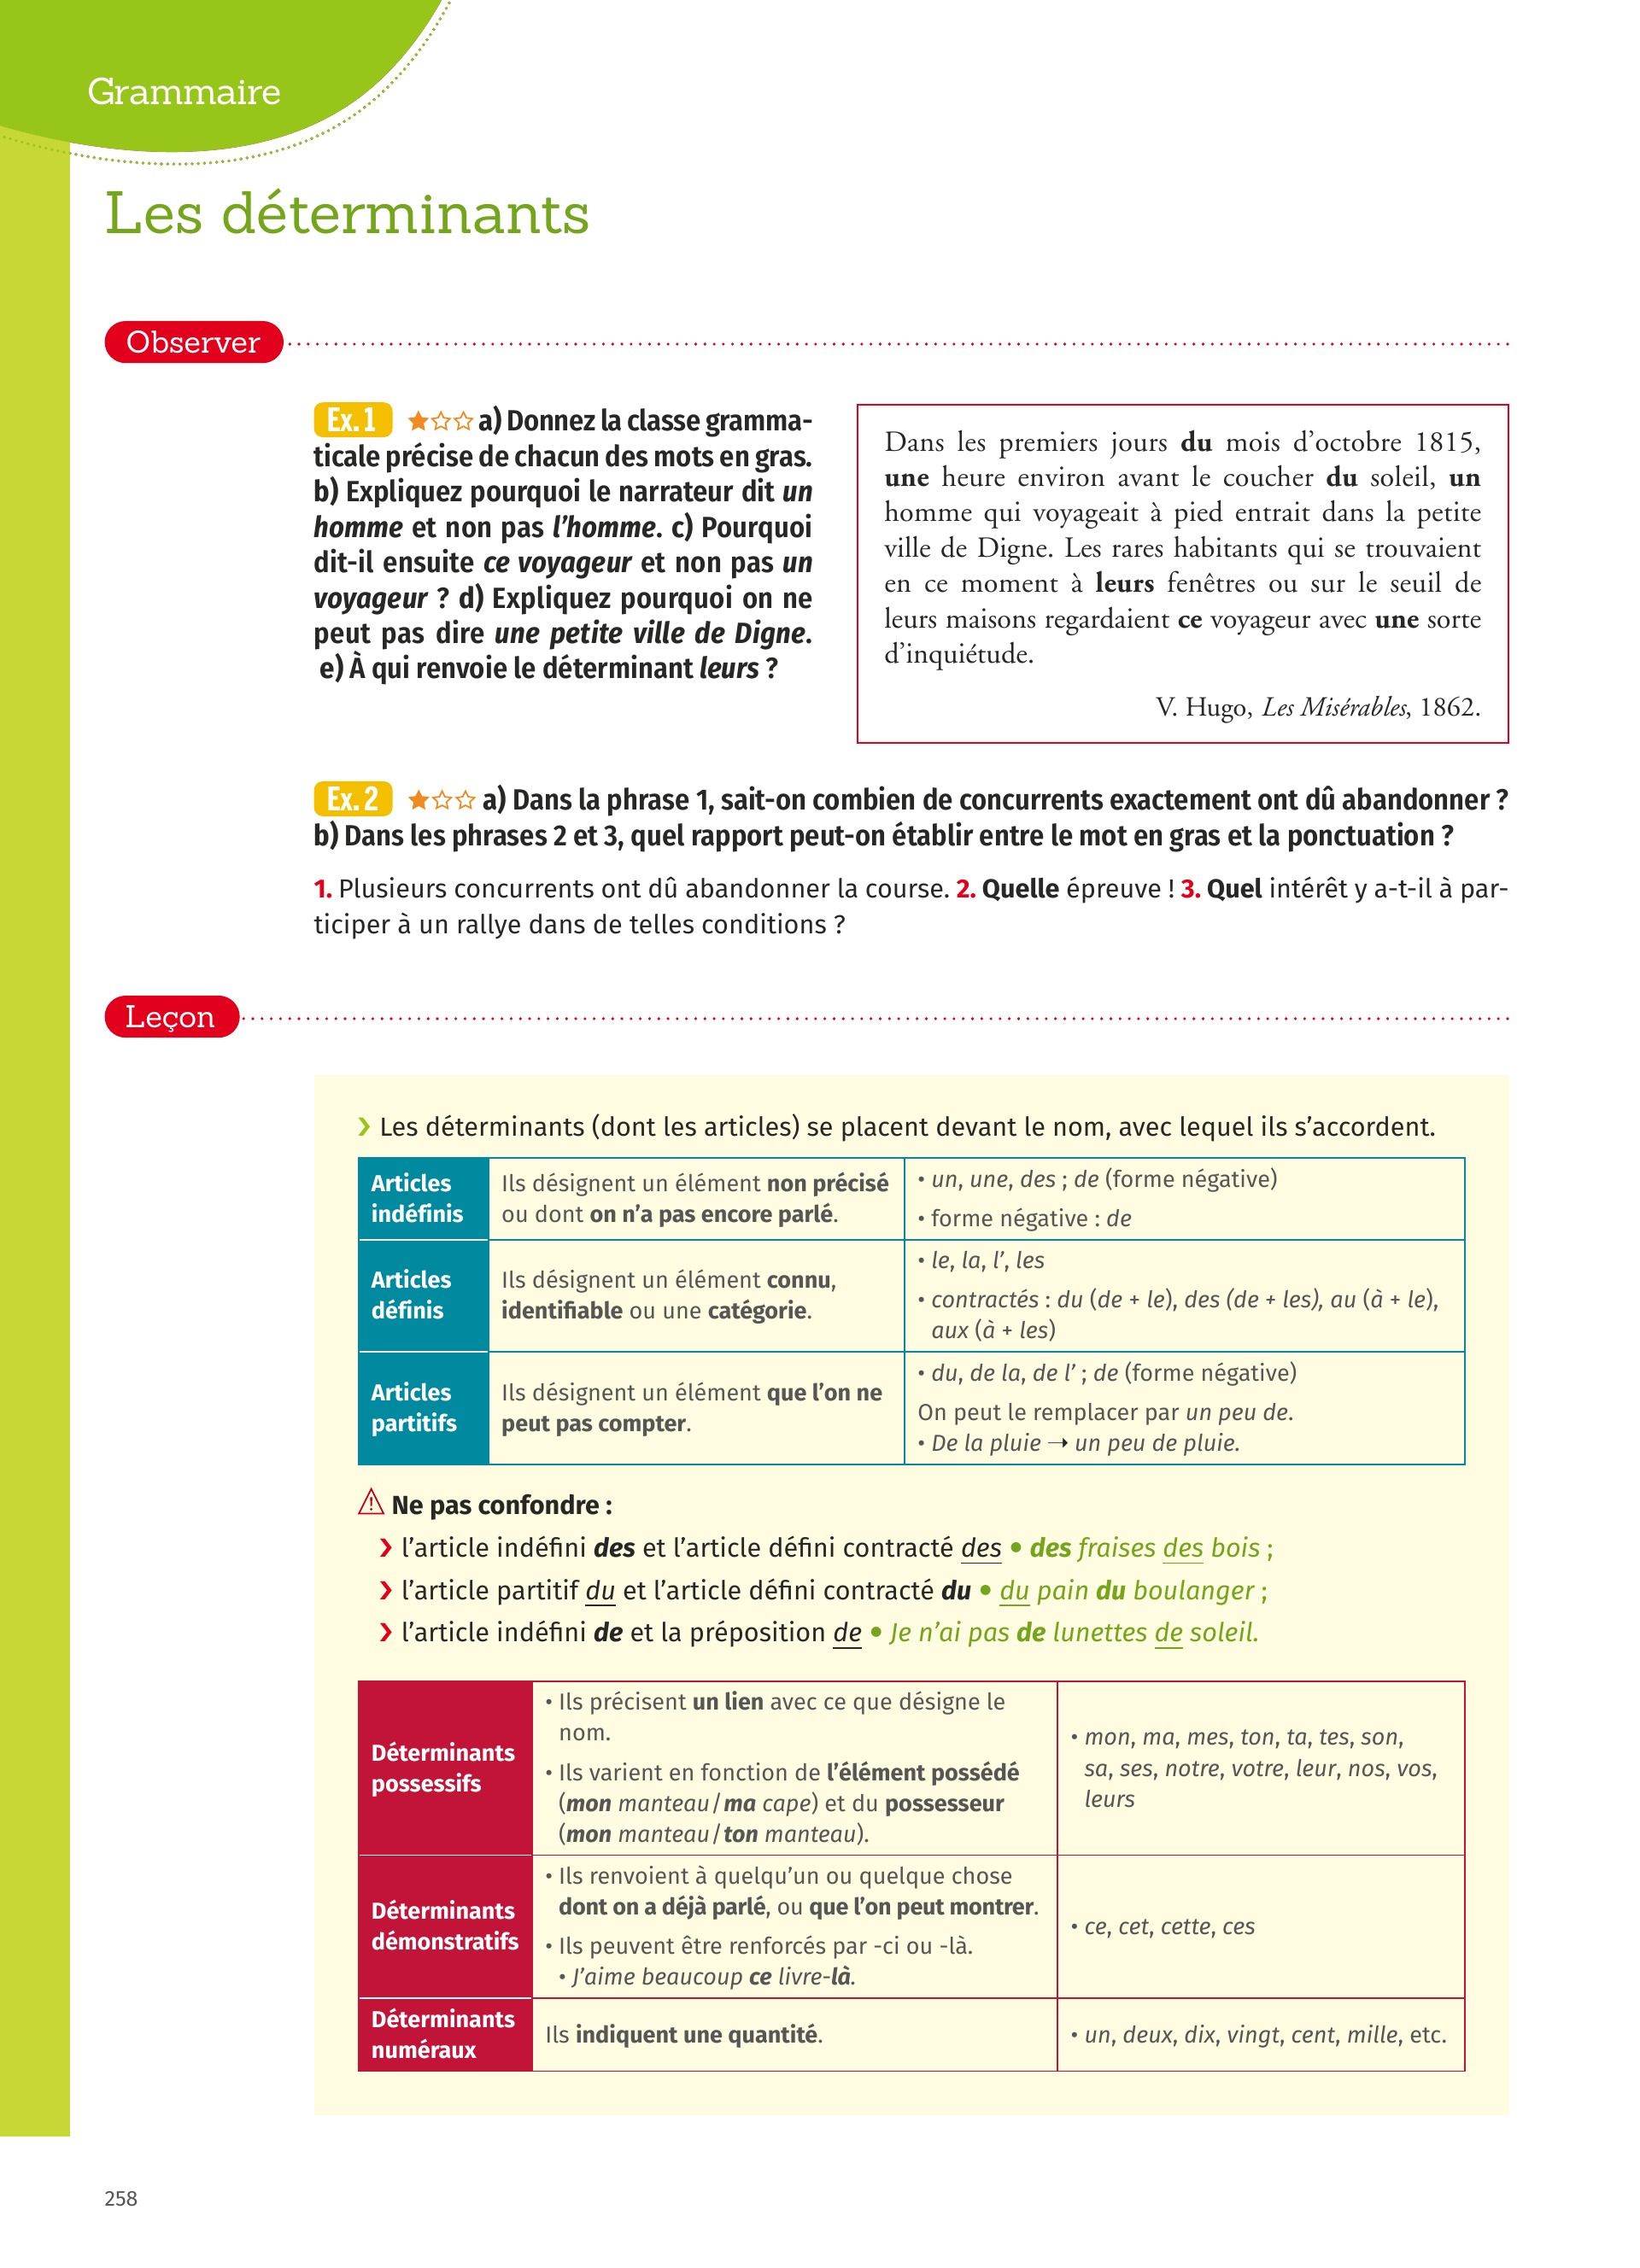 Grammaire
Les déterminants
Observer
Ex. 1 ★☆☆ a) Donnez la classe gramma-
ticale précise de chacun des mots en gras.
b) Expliquez pourquoi le narrateur dit un
homme et non pas l’homme. c) Pourquoi
dit-il ensuite ce voyageur et non pas un
voyageur ? d) Expliquez pourquoi on ne
peut pas dire une petite ville de Digne.
e) À qui renvoie le déterminant leurs ?
Dans les premiers jours du mois d’octobre 1815,
une heure environ avant le coucher du soleil, un
homme qui voyageait à pied entrait dans la petite
ville de Digne. Les rares habitants qui se trouvaient
en ce moment à leurs fenêtres ou sur le seuil de
leurs maisons regardaient ce voyageur avec une sorte
d’inquiétude.
V. Hugo, Les Misérables, 1862.
Ex. 2 ★☆☆ a) Dans la phrase 1, sait-on combien de concurrents exactement ont dû abandonner ?
b) Dans les phrases 2 et 3, quel rapport peut-on établir entre le mot en gras et la ponctuation ?
1. Plusieurs concurrents ont dû abandonner la course. 2. Quelle épreuve ! 3. Quel intérêt y a-t-il à par-
ticiper à un rallye dans de telles conditions ?
Leçon
› Les déterminants (dont les articles) se placent devant le nom, avec lequel ils s’accordent.
Articles
indéfinis
Ils désignent un élément non précisé
ou dont on n’a pas encore parlé.
• un, une, des ; de (forme négative)
• forme négative : de
Articles
définis
Ils désignent un élément connu,
identifiable ou une catégorie.
• le, la, l’, les
• contractés : du (de + le), des (de + les), au (à + le),
aux (à + les)
Articles
partitifs
Ils désignent un élément que l’on ne
peut pas compter.
• du, de la, de l’ ; de (forme négative)
On peut le remplacer par un peu de.
• De la pluie → un peu de pluie.
⚠ Ne pas confondre :
› l’article indéfini des et l’article défini contracté des • des fraises des bois ;
› l’article partitif du et l’article défini contracté du • du pain du boulanger ;
› l’article indéfini de et la préposition de • Je n’ai pas de lunettes de soleil.
Déterminants
possessifs
• Ils précisent un lien avec ce que désigne le
nom.
• Ils varient en fonction de l’élément possédé
(mon manteau / ma cape) et du possesseur
(mon manteau / ton manteau).
• mon, ma, mes, ton, ta, tes, son,
sa, ses, notre, votre, leur, nos, vos,
leurs
Déterminants
démonstratifs
• Ils renvoient à quelqu’un ou quelque chose
dont on a déjà parlé, ou que l’on peut montrer.
• Ils peuvent être renforcés par -ci ou -là.
• J’aime beaucoup ce livre-là.
• ce, cet, cette, ces
Déterminants
numéraux
Ils indiquent une quantité.
• un, deux, dix, vingt, cent, mille, etc.
258